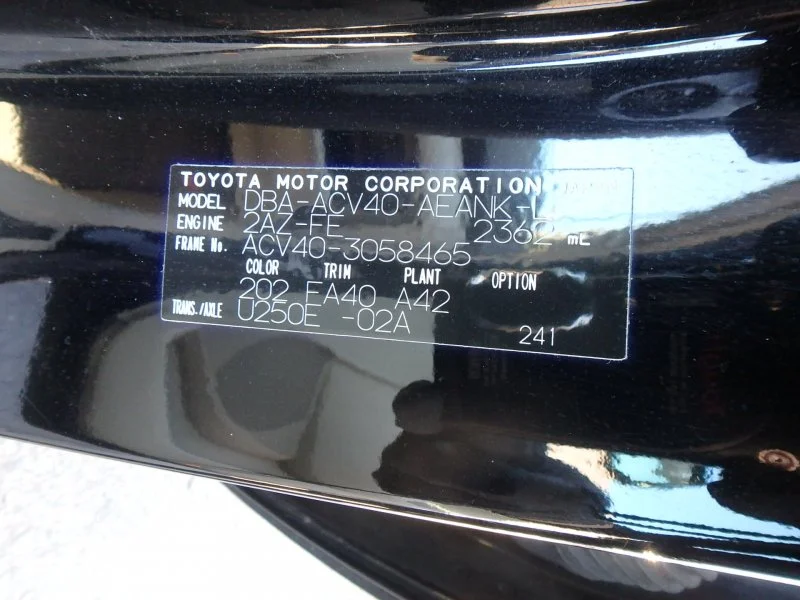 TOYOTA MOTOR CORPORATION JAPAN
MODEL DBA-ACV40-AEANK-L
ENGINE 2AZ-FE 2362 mL
FRAME No. ACV40-3058465
COLOR TRIM PLANT OPTION
202 FA40 A42
TRANS./AXLE U250E -02A
241